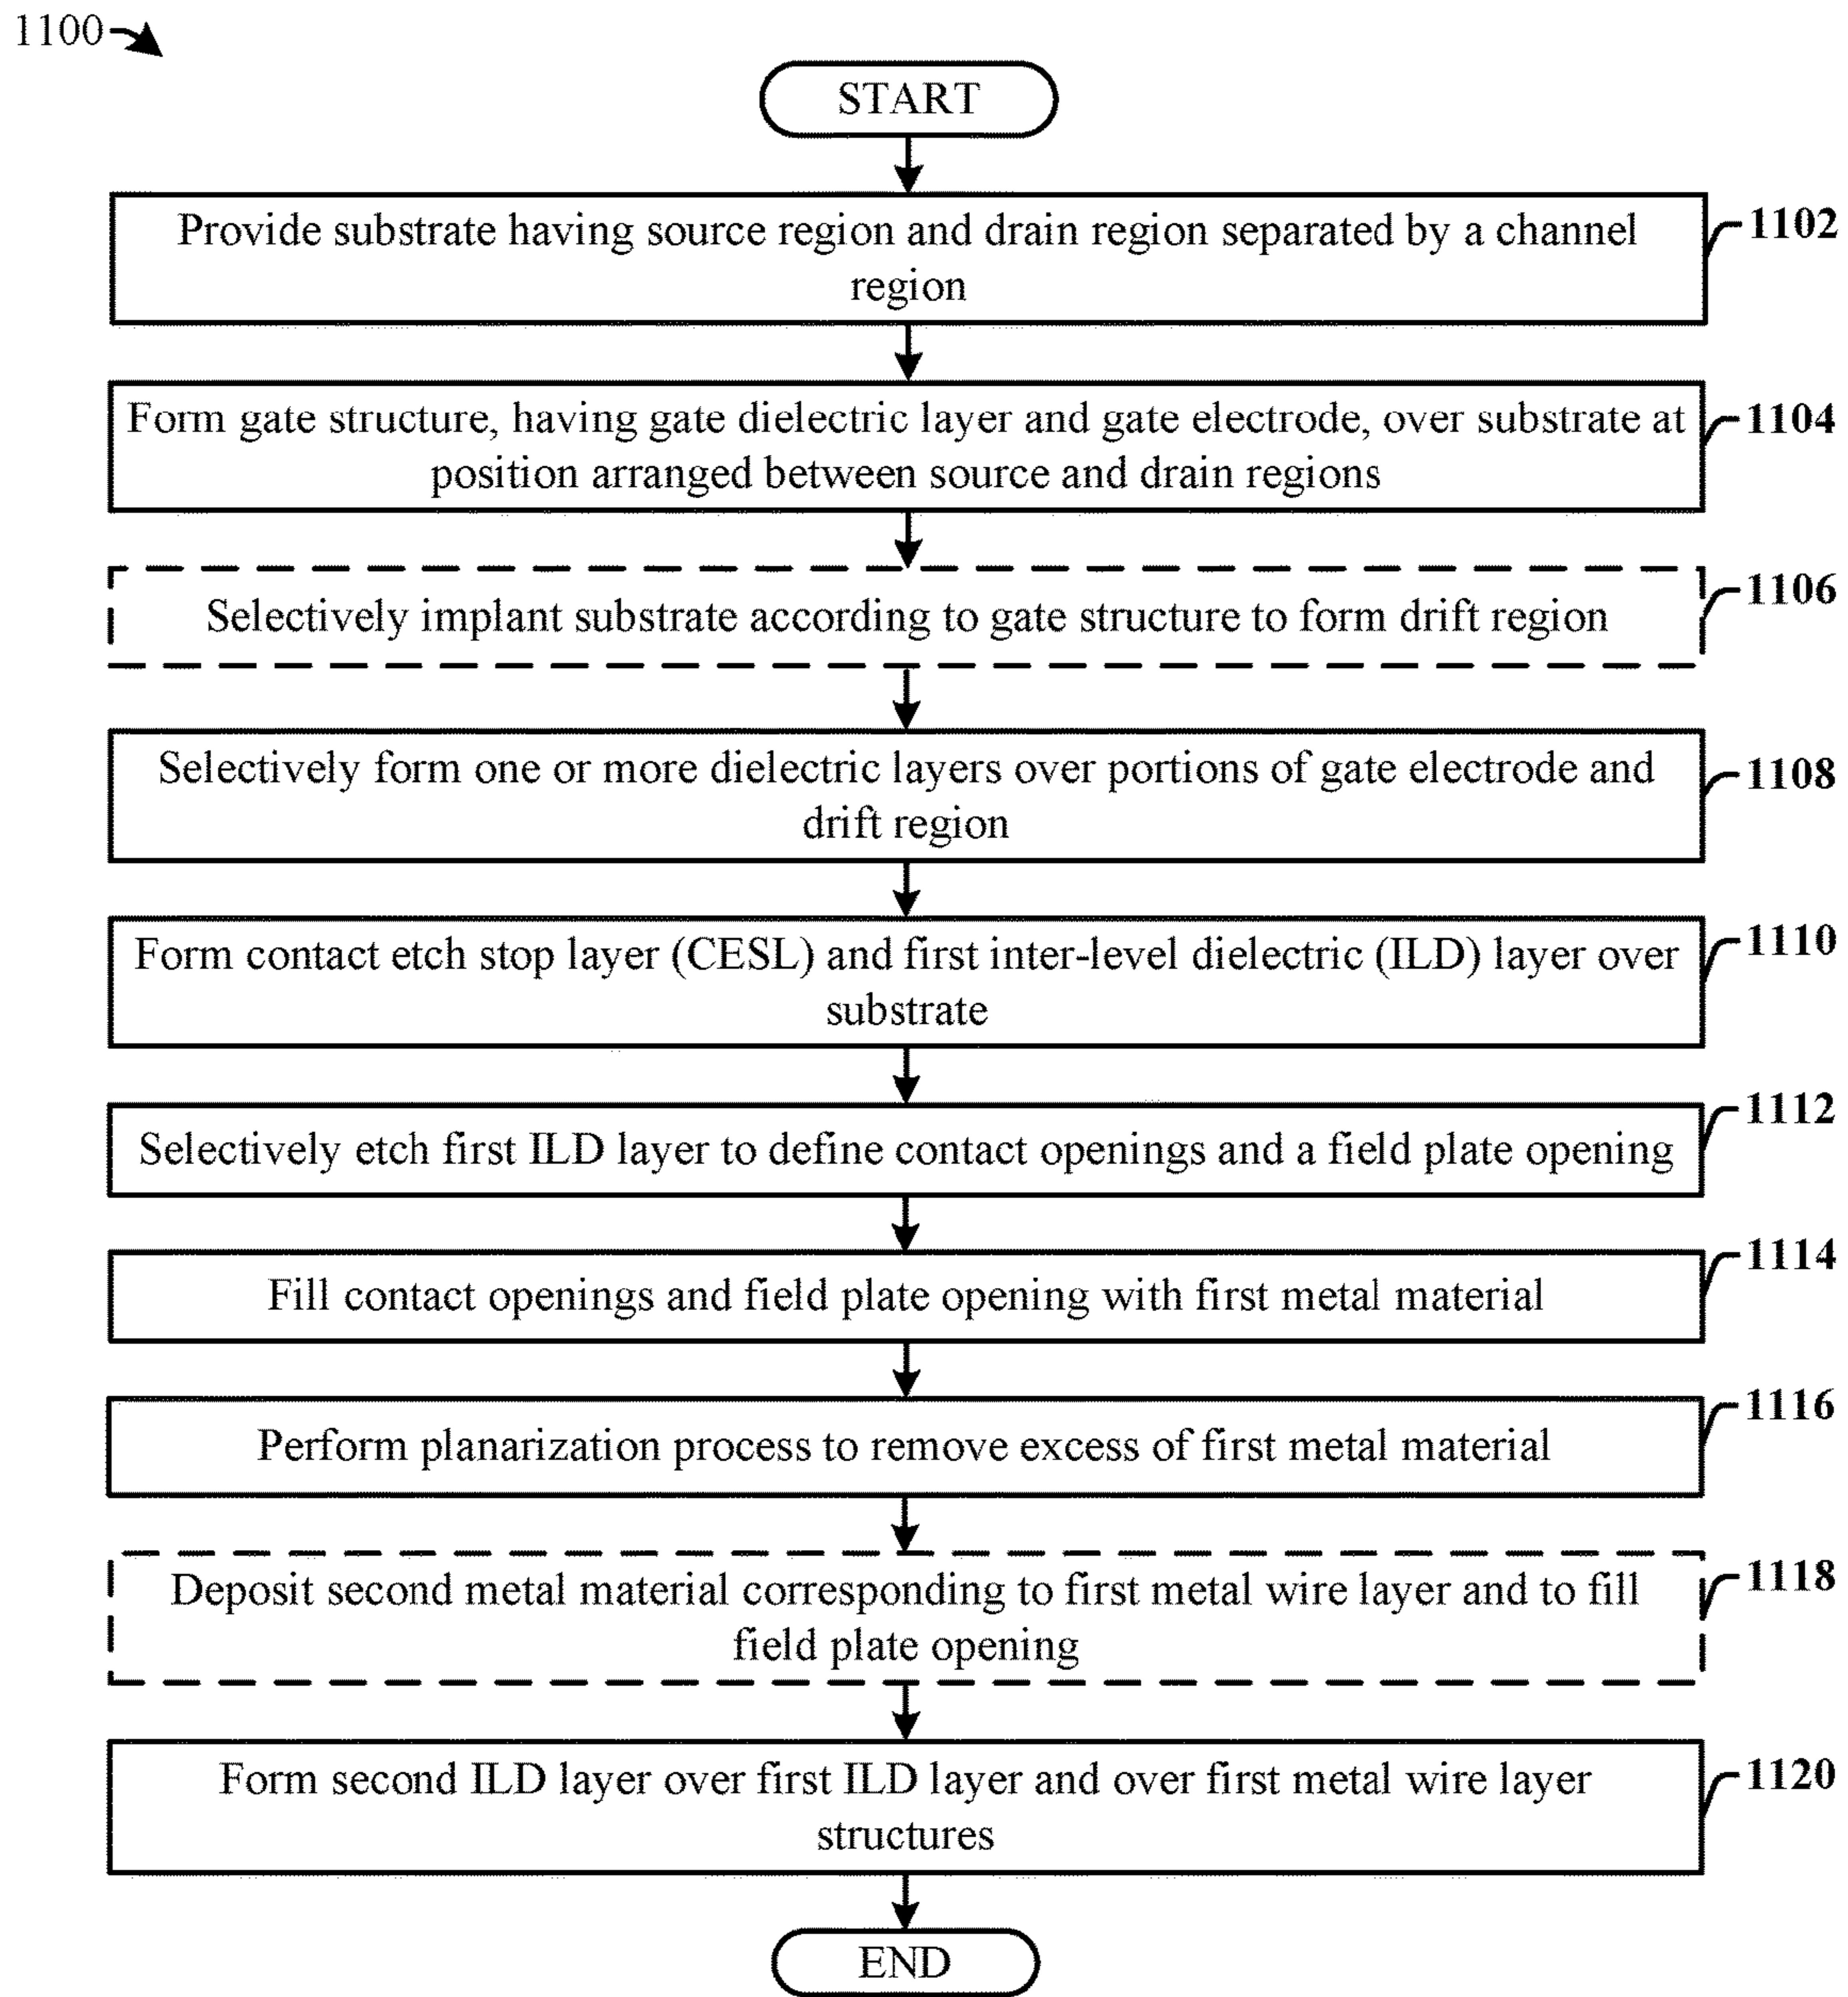 1100
START
Provide substrate having source region and drain region separated by a channel
region
1102
Form gate structure, having gate dielectric layer and gate electrode, over substrate at
position arranged between source and drain regions
1104
Selectively implant substrate according to gate structure to form drift region
1106
Selectively form one or more dielectric layers over portions of gate electrode and
drift region
1108
Form contact etch stop layer (CESL) and first inter-level dielectric (ILD) layer over
substrate
1110
Selectively etch first ILD layer to define contact openings and a field plate opening
1112
Fill contact openings and field plate opening with first metal material
1114
Perform planarization process to remove excess of first metal material
1116
Deposit second metal material corresponding to first metal wire layer and to fill
field plate opening
1118
Form second ILD layer over first ILD layer and over first metal wire layer
structures
1120
END